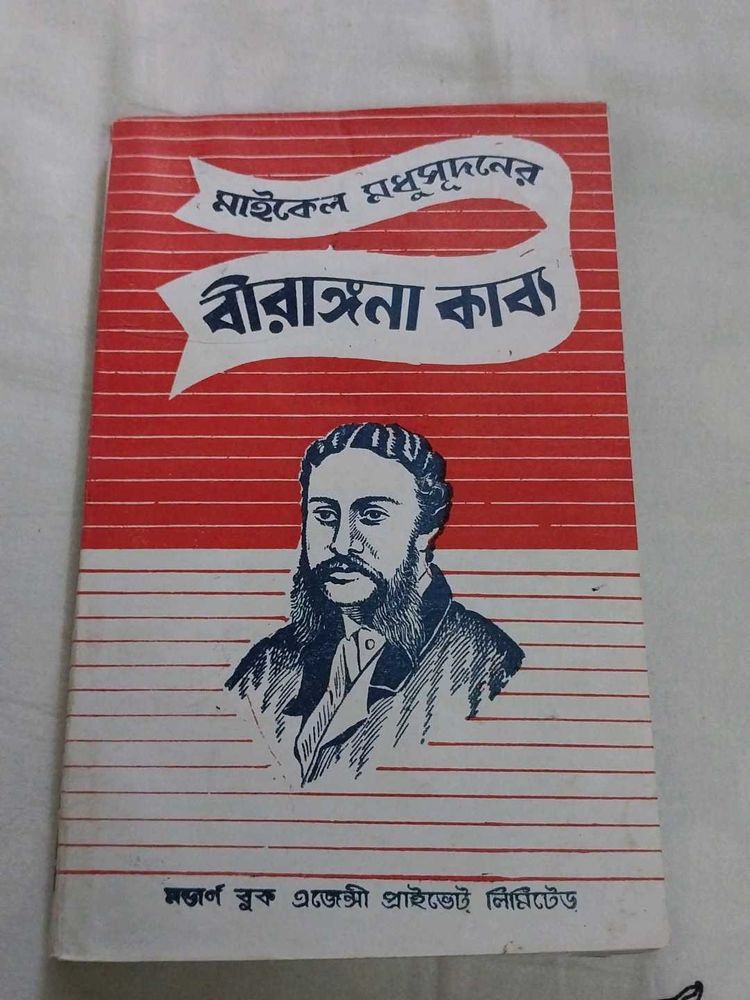 মাইকেল মধুসূদনের
বীরাঙ্গনা কাব্য
মডার্ণ বুক এজেন্সী প্রাইভেট্ লিমিটেড্